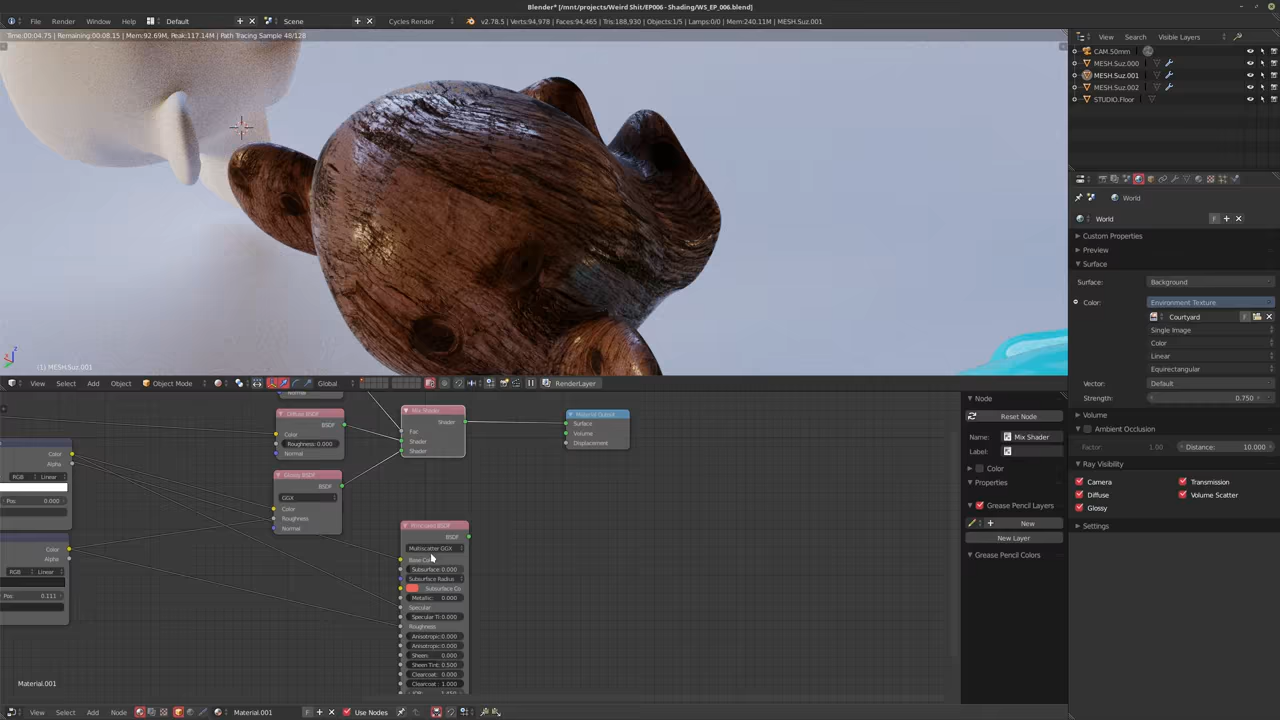 Blender* [/mnt/projects/Weird Shit/EP006 - Shading/WS_EP_006.blend]
File Render Window Help Default Scene Cycles Render v2.78.5 | Verts:94,978 | Faces:94,465 | Tris:188,930 | Objects:1/5 | Mem:240.11M | MESH.Suz.001
Time:00:04.75 | Remaining:00:08.15 | Mem:92.69M, Peak:117.14M | Path Tracing Sample 48/128
View Search Visible Layers
CAM.50mm
MESH.Suz.000
MESH.Suz.001
MESH.Suz.002
STUDIO.Floor
World
World F
Custom Properties
Preview
Surface
Surface: Background
Color: Environment Texture
Courtyard F
Single Image
Color
Linear
Equirectangular
Vector: Default
Strength: 0.750
Volume
Ambient Occlusion
Factor: 1.00 Distance: 10.000
Ray Visibility
Camera Transmission
Diffuse Volume Scatter
Glossy
Settings
(1) MESH.Suz.001
View Select Add Object Object Mode Global RenderLayer
Normal
Diffuse BSDF
BSDF
Color
Roughness: 0.000
Normal
Mix Shader
Shader
Fac
Shader
Shader
Material Output
Surface
Volume
Displacement
Glossy BSDF
BSDF
GGX
Color
Roughness
Normal
Color
Alpha
RGB Linear
Pos: 0.000
Color
Alpha
RGB Linear
Pos: 0.111
Principled BSDF
BSDF
Multiscatter GGX
Base Co
Subsurface: 0.000
Subsurface Radius
Subsurface Co
Metallic: 0.000
Specular
Specular Ti: 0.000
Roughness
Anisotropic: 0.000
Anisotropic: 0.000
Sheen: 0.000
Sheen Tint: 0.500
Clearcoat: 0.000
Clearcoat: 1.000
IOR: 1.450
Node
Reset Node
Name: Mix Shader
Label:
Color
Properties
Grease Pencil Layers
New
New Layer
Grease Pencil Colors
Material.001
View Select Add Node Material.001 F Use Nodes